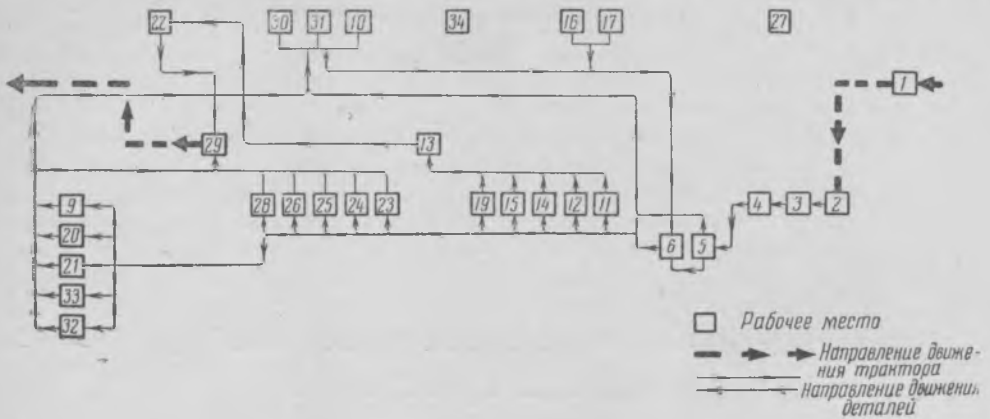 22 30 31 10 34 16 17 27
1
29 13
9 28 26 25 24 23 19 15 14 12 11 4 3 2
20
21 6 5
33
32
Рабочее место
Направление движе-
ния трактора
Направление движения
деталей